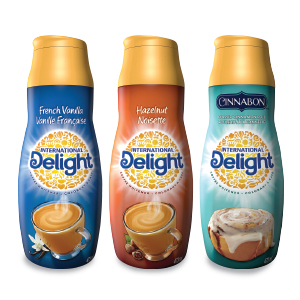 French Vanilla
Vanille Française
INTERNATIONAL
Delight
Hazelnut
Noisette
INTERNATIONAL
Delight
CINNABON
INTERNATIONAL
Delight